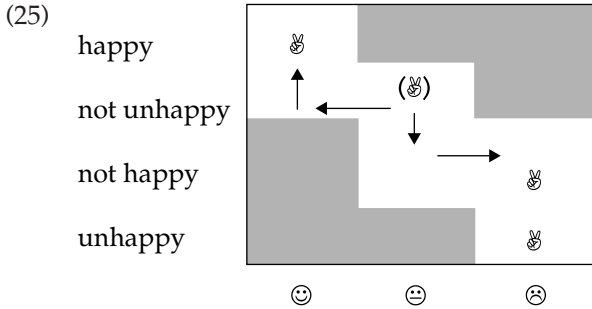 (25)
happy ✌
not unhappy (✌)
not happy ✌
unhappy ✌
☺ 😐 ☹